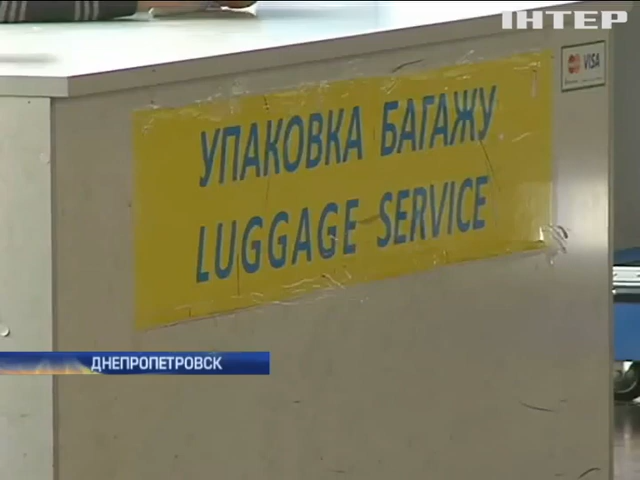 ІНТЕР
VISA
УПАКОВКА БАГАЖУ
LUGGAGE SERVICE
ДНЕПРОПЕТРОВСК